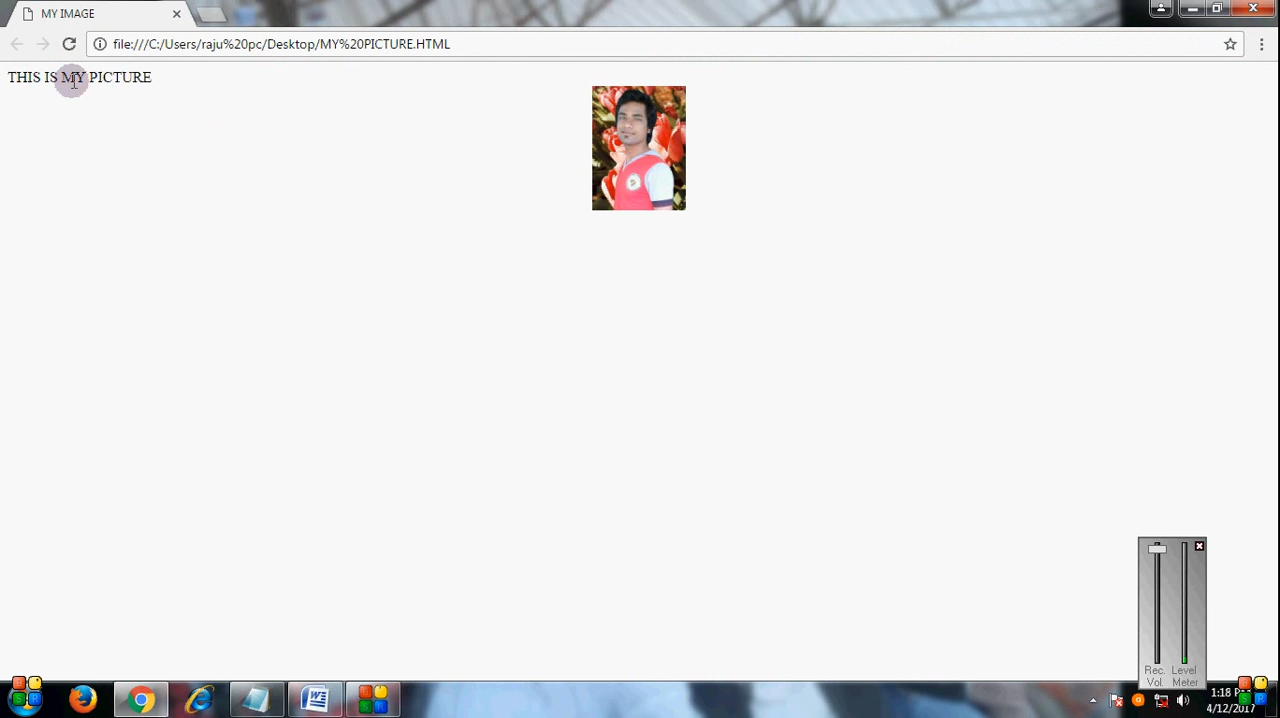 MY IMAGE
file:///C:/Users/raju%20pc/Desktop/MY%20PICTURE.HTML
THIS IS MY PICTURE
Rec. Level
Vol. Meter
1:18 P
4/12/2017